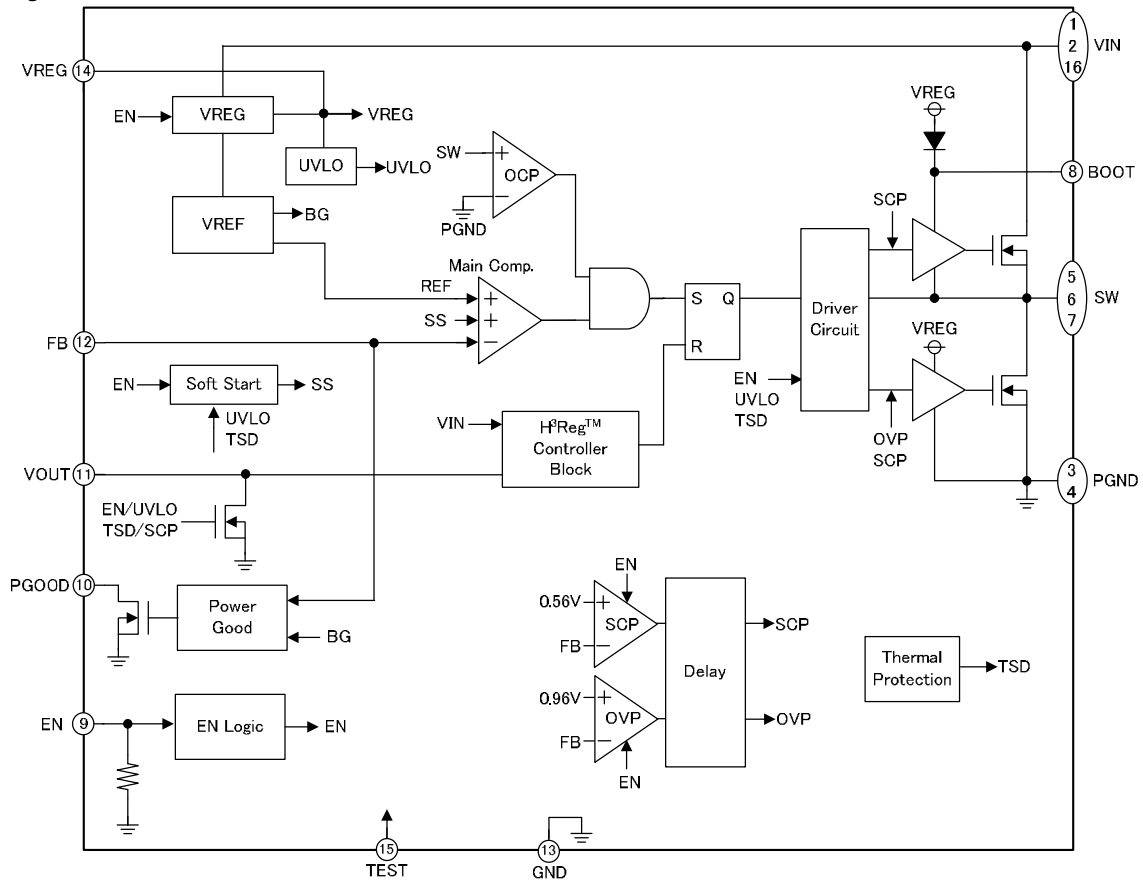 1
2
16
VIN
VREG
14
EN
VREG
VREG
UVLO
UVLO
VREF
BG
SW
+
OCP
−
PGND
VREG
8
BOOT
SCP
Main Comp.
REF
+
SS
+
−
S
Q
R
Driver
Circuit
5
6
7
SW
FB
12
VREG
EN
Soft Start
SS
UVLO
TSD
EN
UVLO
TSD
VIN
H³Reg™
Controller
Block
OVP
SCP
VOUT
11
3
4
PGND
EN/UVLO
TSD/SCP
PGOOD
10
Power
Good
BG
EN
0.56V
+
SCP
FB
−
0.96V
+
OVP
FB
−
EN
Delay
SCP
OVP
Thermal
Protection
TSD
EN
9
EN Logic
EN
15
TEST
13
GND